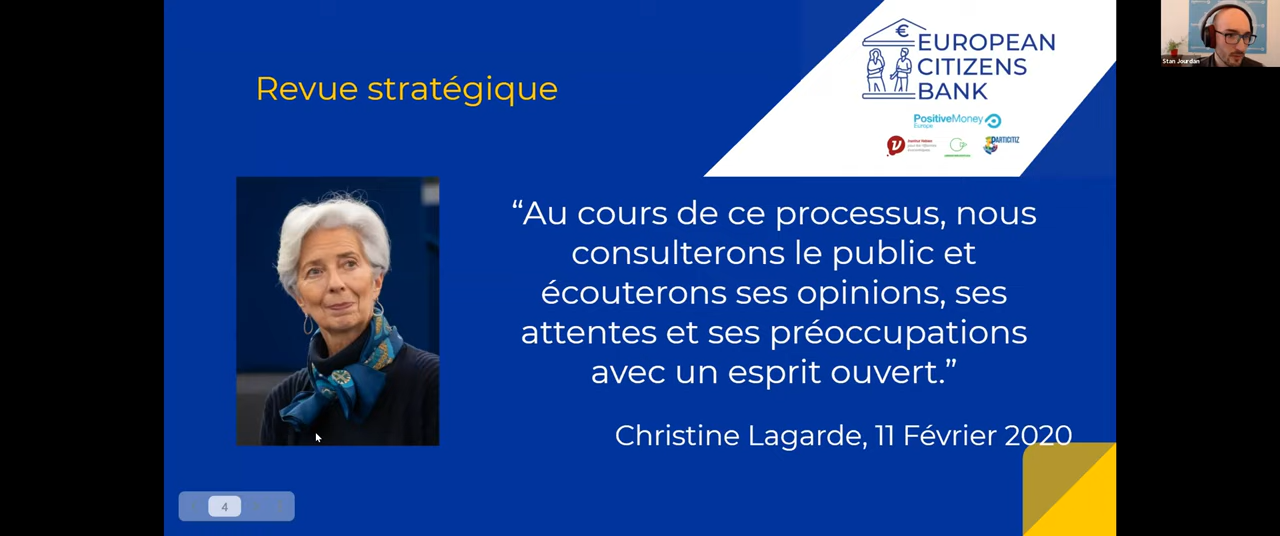 Revue stratégique
EUROPEAN
CITIZENS
BANK
PositiveMoney
Europe
PARTICITIZ
Stan Jourdan
“Au cours de ce processus, nous
consulterons le public et
écouterons ses opinions, ses
attentes et ses préoccupations
avec un esprit ouvert.”
Christine Lagarde, 11 Février 2020
4